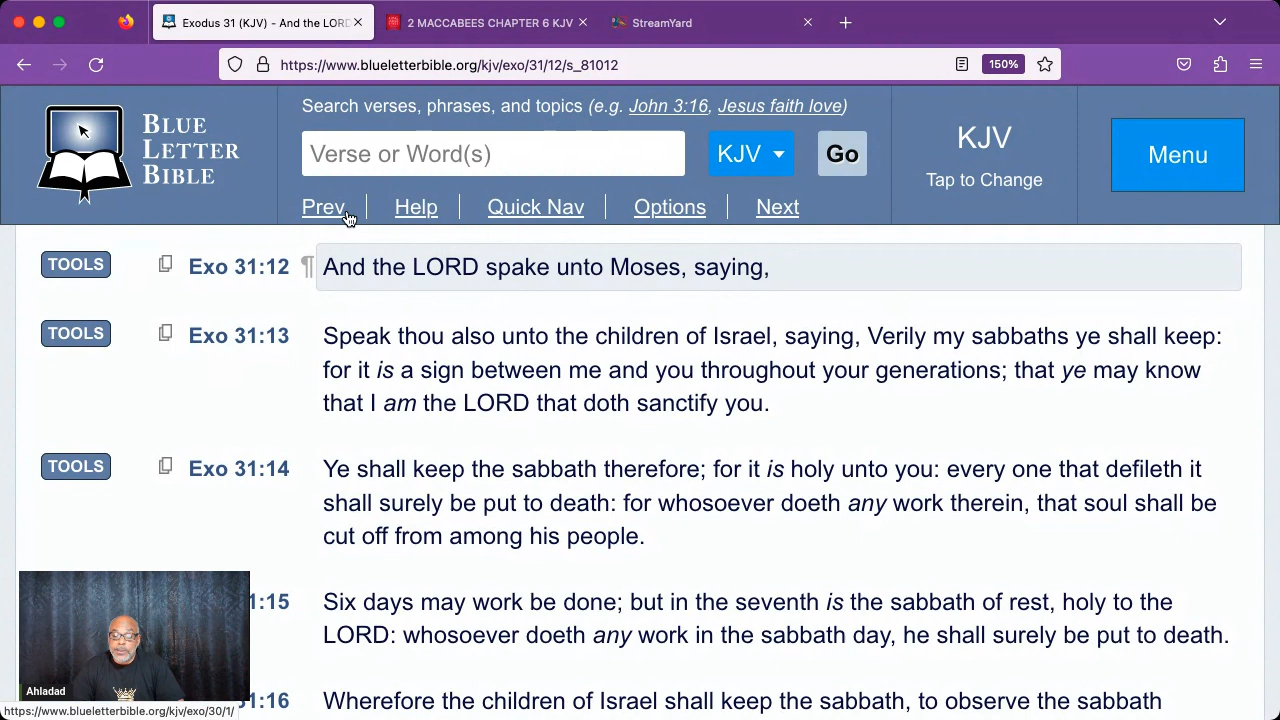 Exodus 31 (KJV) - And the LORD
2 MACCABEES CHAPTER 6 KJV
StreamYard
https://www.blueletterbible.org/kjv/exo/31/12/s_81012
150%
Search verses, phrases, and topics (e.g. John 3:16, Jesus faith love)
BLUE
LETTER
BIBLE
Verse or Word(s)
KJV
Go
KJV
Tap to Change
Menu
Prev
Help
Quick Nav
Options
Next
TOOLS
Exo 31:12
¶
And the LORD spake unto Moses, saying,
TOOLS
Exo 31:13
Speak thou also unto the children of Israel, saying, Verily my sabbaths ye shall keep:
for it is a sign between me and you throughout your generations; that ye may know
that I am the LORD that doth sanctify you.
TOOLS
Exo 31:14
Ye shall keep the sabbath therefore; for it is holy unto you: every one that defileth it
shall surely be put to death: for whosoever doeth any work therein, that soul shall be
cut off from among his people.
1:15
Six days may work be done; but in the seventh is the sabbath of rest, holy to the
LORD: whosoever doeth any work in the sabbath day, he shall surely be put to death.
1:16
Wherefore the children of Israel shall keep the sabbath, to observe the sabbath
Ahladad
https://www.blueletterbible.org/kjv/exo/30/1/